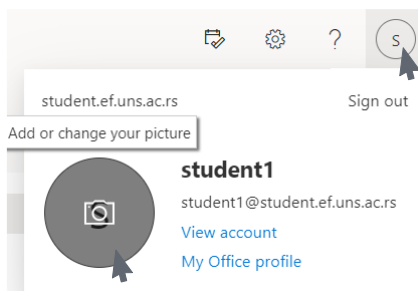 S
student.ef.uns.ac.rs Sign out
Add or change your picture
student1
student1@student.ef.uns.ac.rs
View account
My Office profile